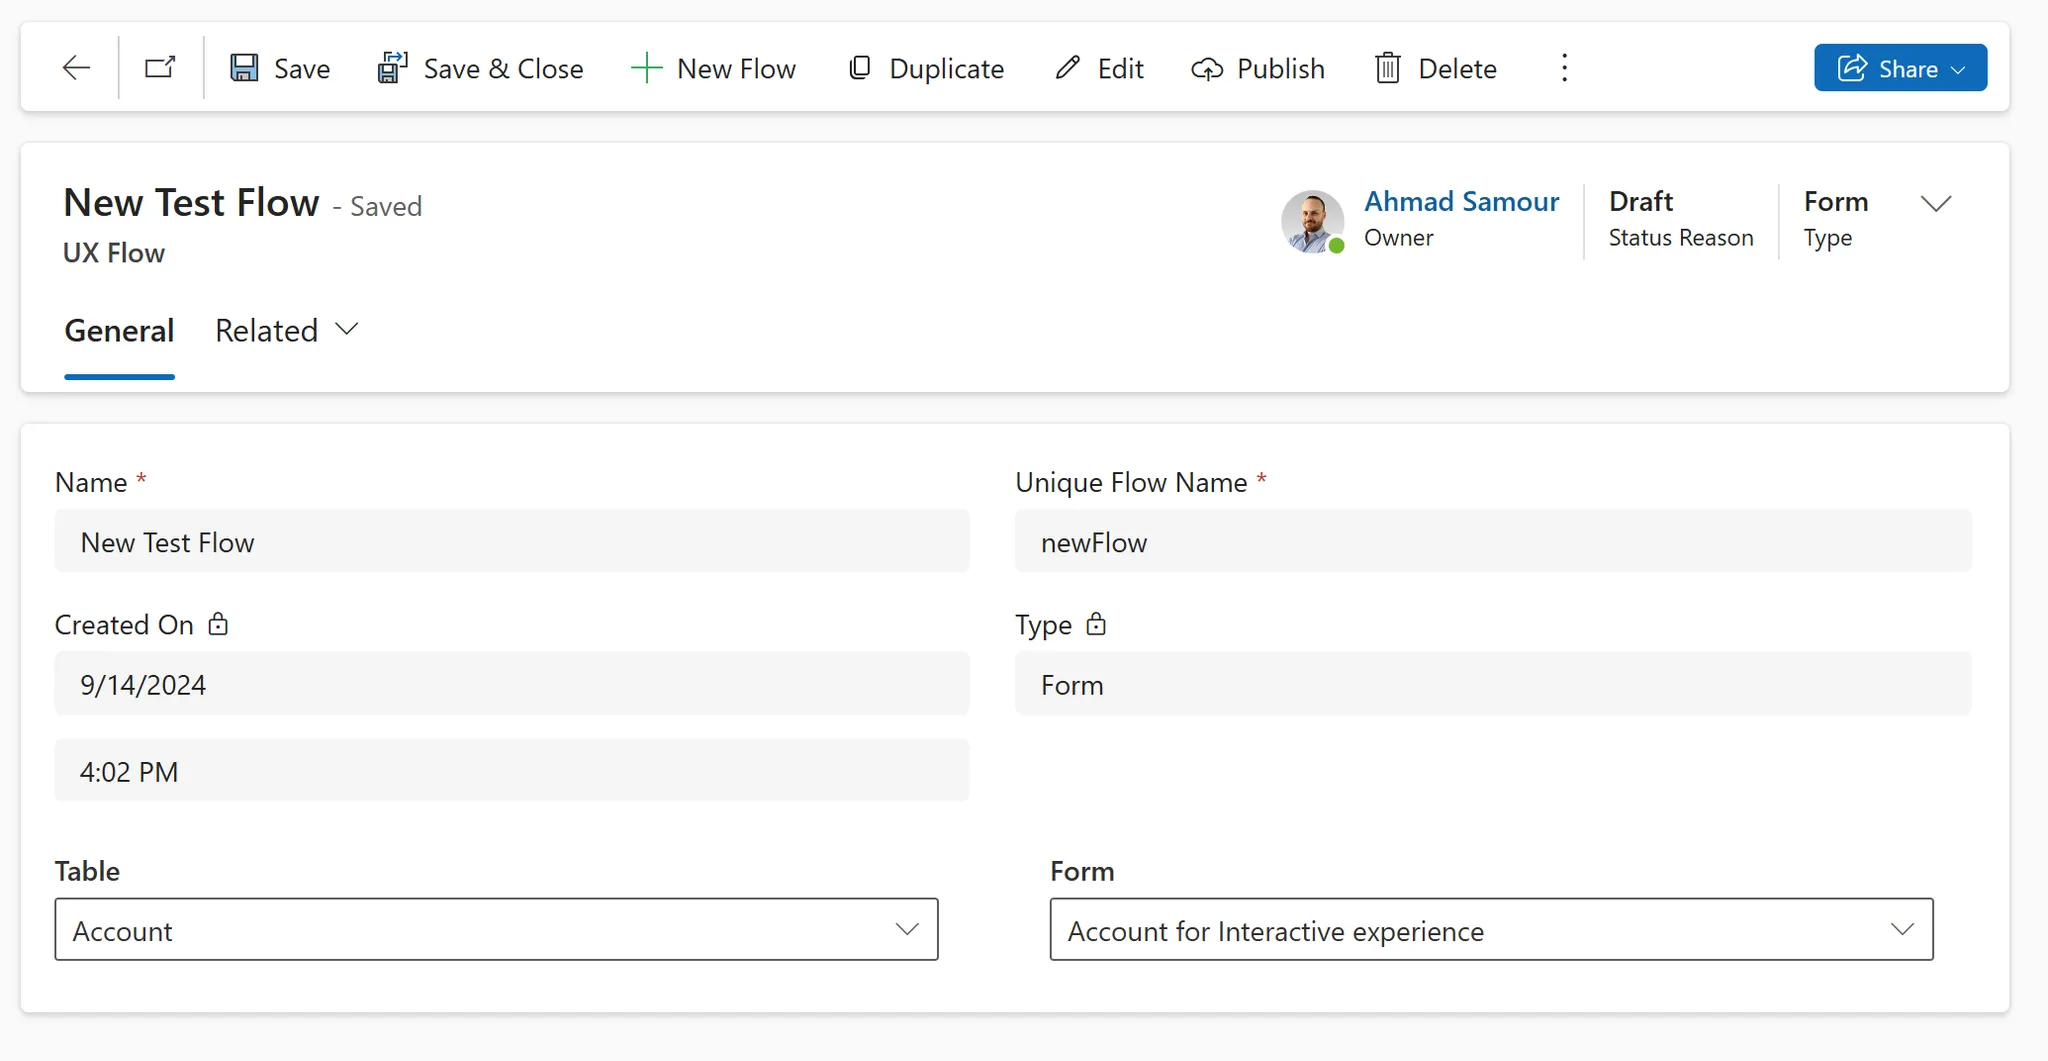 Save
Save & Close
New Flow
Duplicate
Edit
Publish
Delete
Share
New Test Flow - Saved
UX Flow
Ahmad Samour
Owner
Draft
Status Reason
Form
Type
General
Related
Name *
New Test Flow
Unique Flow Name *
newFlow
Created On
9/14/2024
4:02 PM
Type
Form
Table
Account
Form
Account for Interactive experience